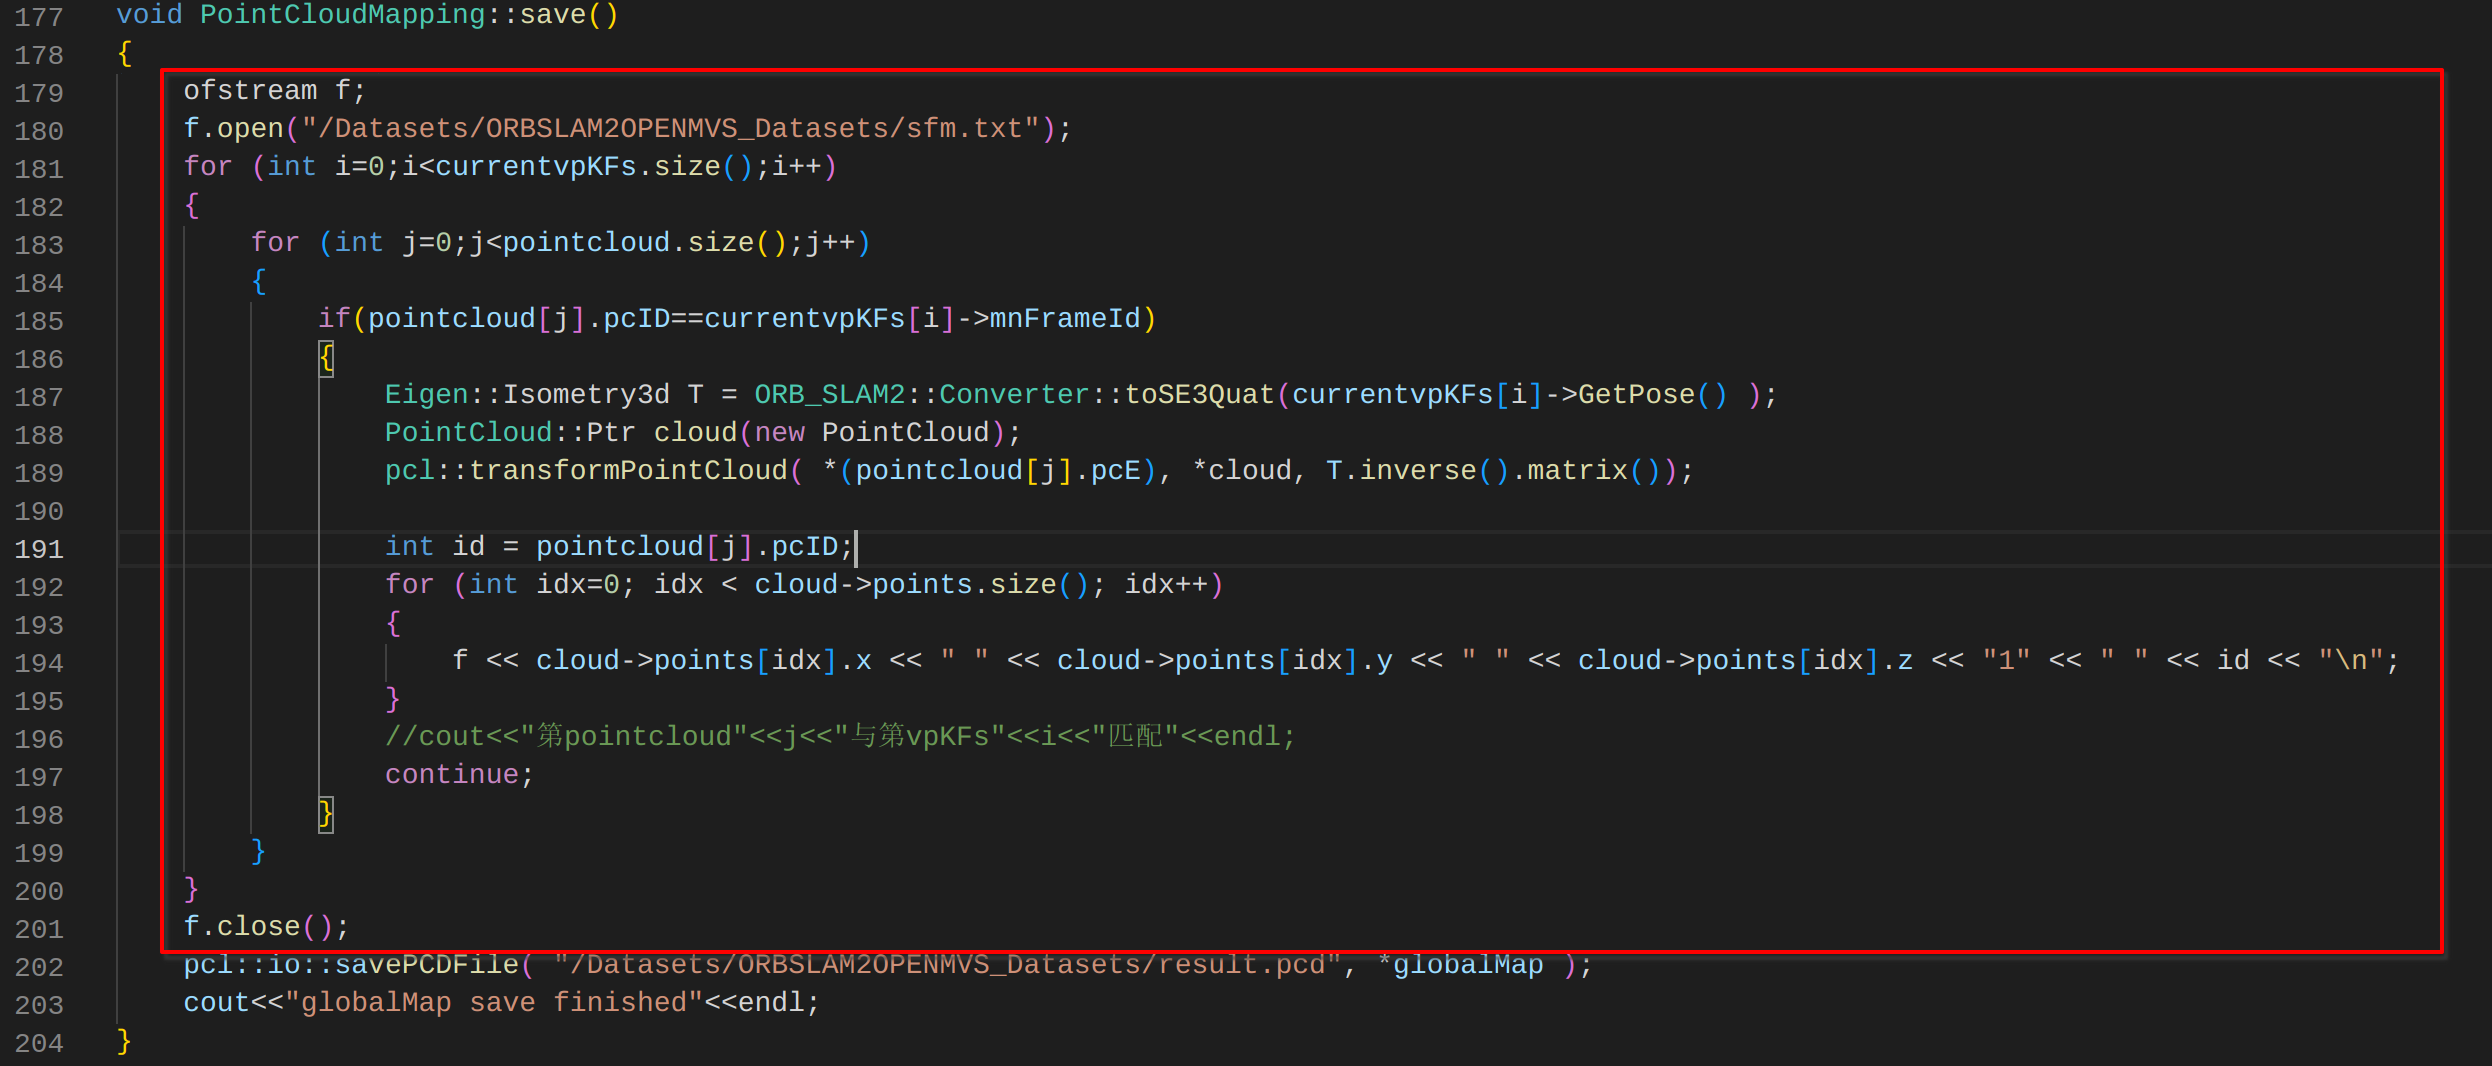 177 void PointCloudMapping::save()
178 {
179 ofstream f;
180 f.open("/Datasets/ORBSLAM2OPENMVS_Datasets/sfm.txt");
181 for (int i=0;i<currentvpKFs.size();i++)
182 {
183 for (int j=0;j<pointcloud.size();j++)
184 {
185 if(pointcloud[j].pcID==currentvpKFs[i]->mnFrameId)
186 {
187 Eigen::Isometry3d T = ORB_SLAM2::Converter::toSE3Quat(currentvpKFs[i]->GetPose() );
188 PointCloud::Ptr cloud(new PointCloud);
189 pcl::transformPointCloud( *(pointcloud[j].pcE), *cloud, T.inverse().matrix());
190
191 int id = pointcloud[j].pcID;
192 for (int idx=0; idx < cloud->points.size(); idx++)
193 {
194 f << cloud->points[idx].x << " " << cloud->points[idx].y << " " << cloud->points[idx].z << "1" << " " << id << "\n";
195 }
196 //cout<<"第pointcloud"<<j<<"与第vpKFs"<<i<<"匹配"<<endl;
197 continue;
198 }
199 }
200 }
201 f.close();
202 pcl::io::savePCDFile( "/Datasets/ORBSLAM2OPENMVS_Datasets/result.pcd", *globalMap );
203 cout<<"globalMap save finished"<<endl;
204 }